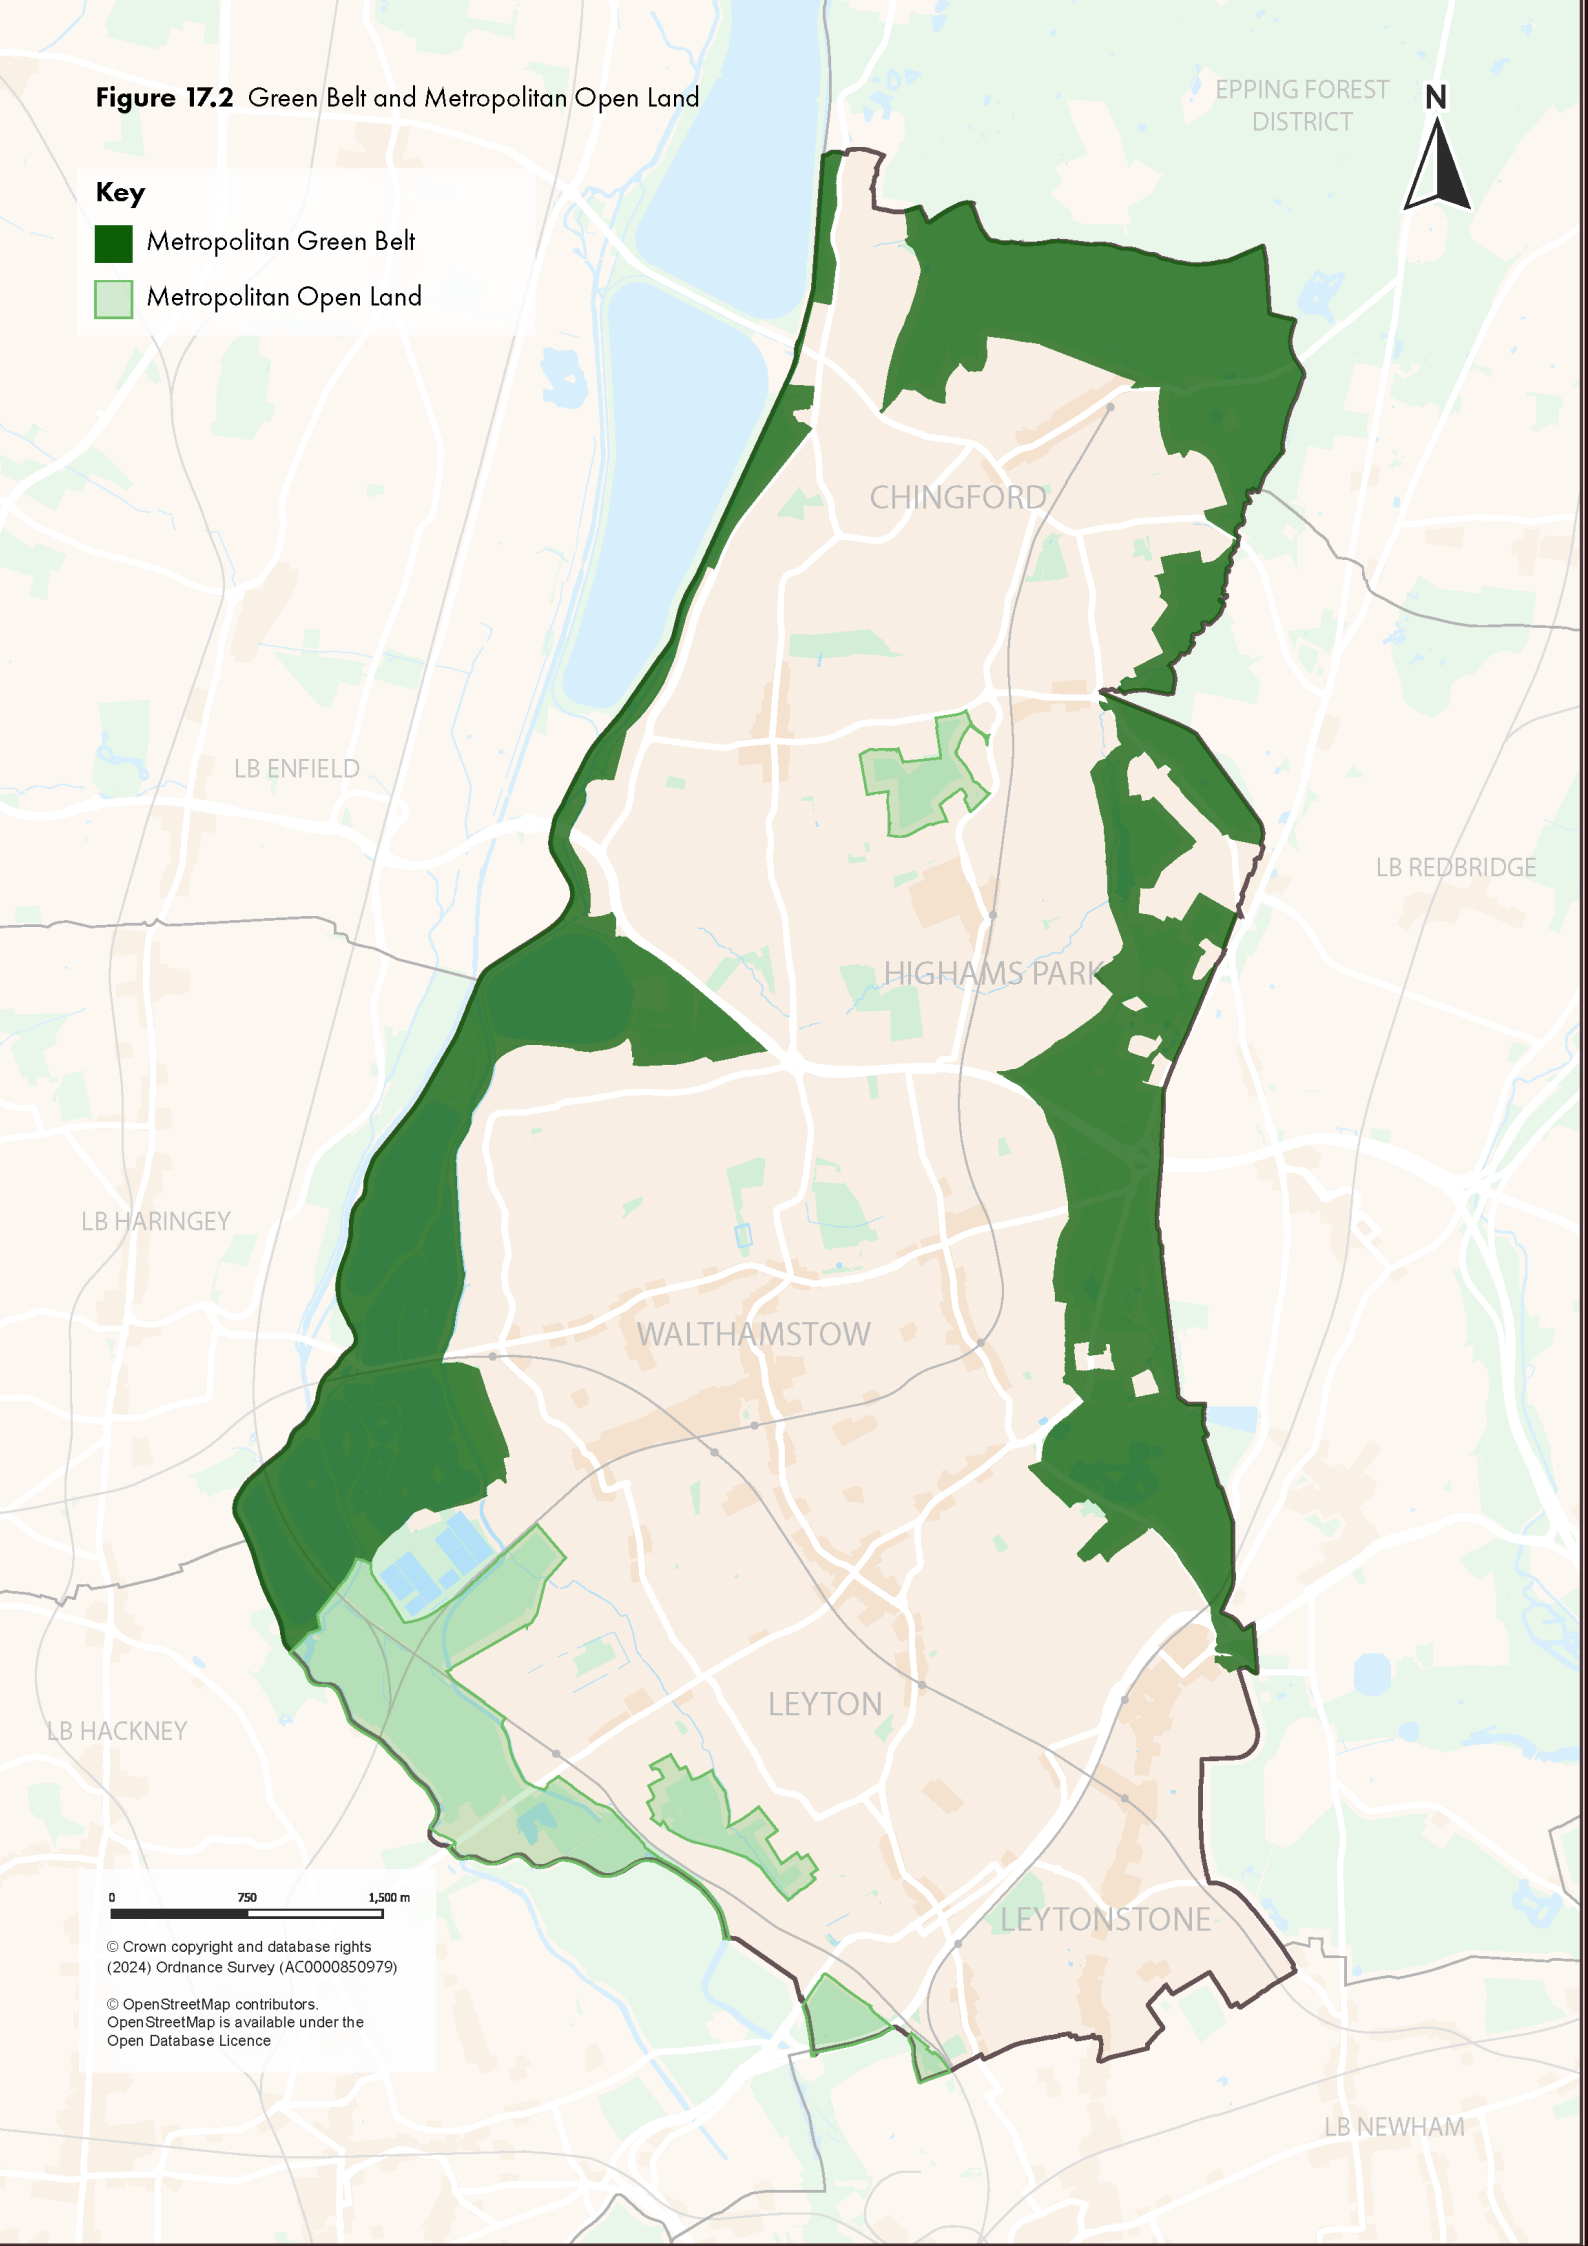 Figure 17.2 Green Belt and Metropolitan Open Land
EPPING FOREST
DISTRICT
N
Key
Metropolitan Green Belt
Metropolitan Open Land
CHINGFORD
LB ENFIELD
LB REDBRIDGE
HIGHAMS PARK
LB HARINGEY
WALTHAMSTOW
LEYTON
LB HACKNEY
LEYTONSTONE
0 750 1,500 m
© Crown copyright and database rights
(2024) Ordnance Survey (AC0000850979)
© OpenStreetMap contributors.
OpenStreetMap is available under the
Open Database Licence
LB NEWHAM